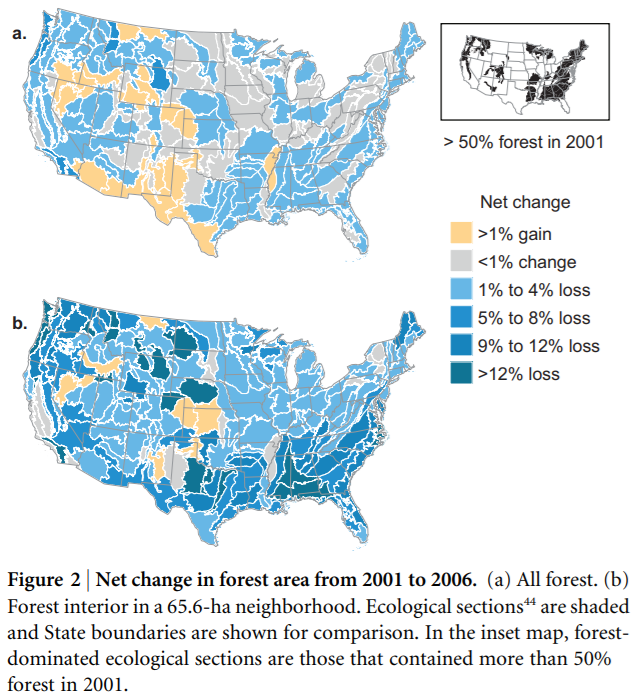 a.
> 50% forest in 2001
Net change
>1% gain
<1% change
1% to 4% loss
5% to 8% loss
9% to 12% loss
>12% loss
b.
Figure 2 | Net change in forest area from 2001 to 2006. (a) All forest. (b)
Forest interior in a 65.6-ha neighborhood. Ecological sections⁴⁴ are shaded
and State boundaries are shown for comparison. In the inset map, forest-
dominated ecological sections are those that contained more than 50%
forest in 2001.